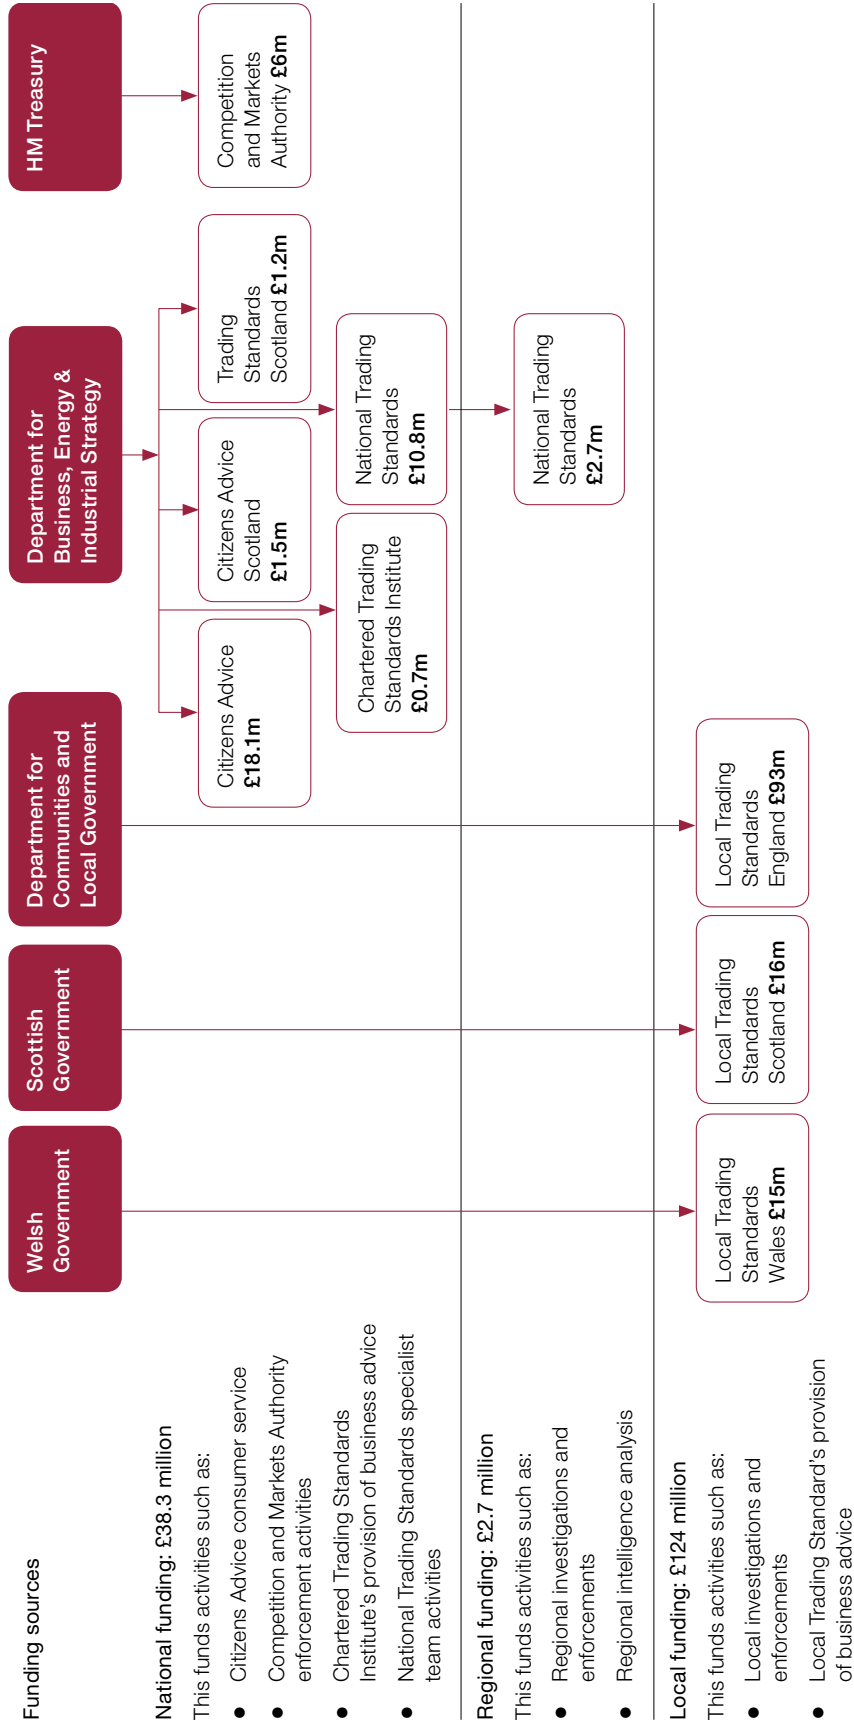 Funding sources
Welsh
Government
Scottish
Government
Department for
Communities and
Local Government
Department for
Business, Energy &
Industrial Strategy
HM Treasury
National funding: £38.3 million
This funds activities such as:
● Citizens Advice consumer service
● Competition and Markets Authority
enforcement activities
● Chartered Trading Standards
Institute’s provision of business advice
● National Trading Standards specialist
team activities
Citizens Advice
£18.1m
Citizens Advice
Scotland
£1.5m
Trading
Standards
Scotland £1.2m
Competition
and Markets
Authority £6m
Chartered Trading
Standards Institute
£0.7m
National Trading
Standards
£10.8m
Regional funding: £2.7 million
This funds activities such as:
● Regional investigations and
enforcements
● Regional intelligence analysis
National Trading
Standards
£2.7m
Local funding: £124 million
This funds activities such as:
● Local investigations and
enforcements
● Local Trading Standard’s provision
of business advice
Local Trading
Standards
Wales £15m
Local Trading
Standards
Scotland £16m
Local Trading
Standards
England £93m